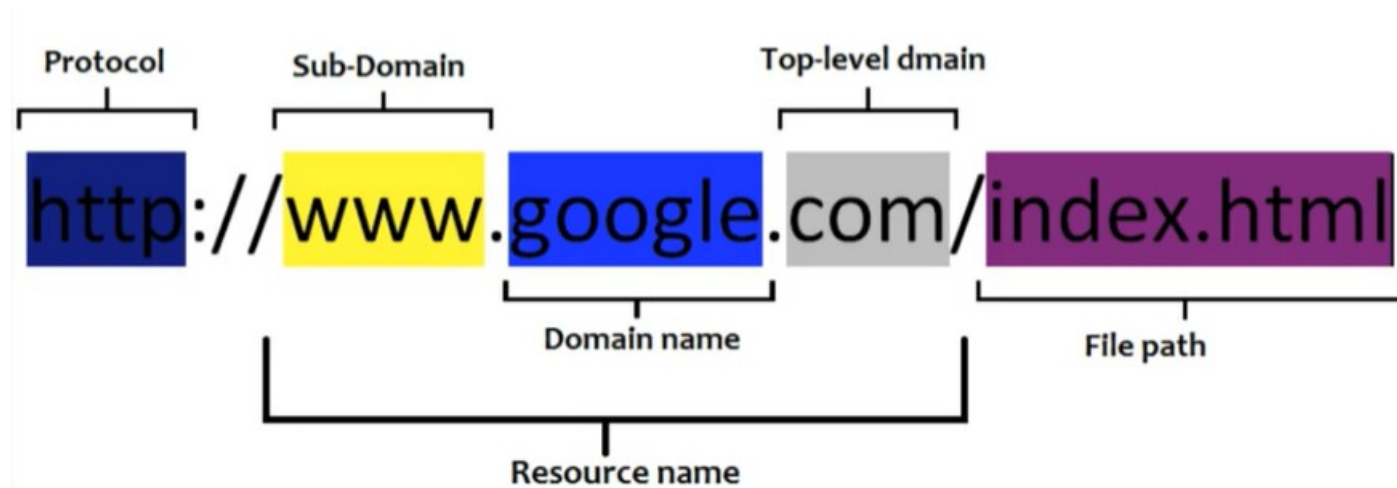 Protocol
Sub-Domain
Top-level dmain
http://www.google.com/index.html
Domain name
File path
Resource name